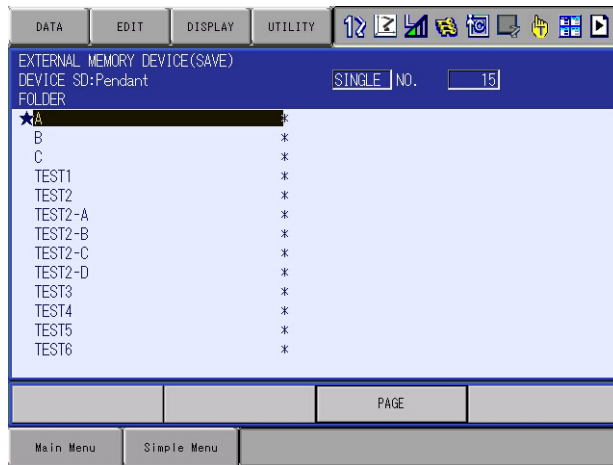 DATA EDIT DISPLAY UTILITY
EXTERNAL MEMORY DEVICE(SAVE)
DEVICE SD:Pendant SINGLE NO. 15
FOLDER
★A *
B *
C *
TEST1 *
TEST2 *
TEST2-A *
TEST2-B *
TEST2-C *
TEST2-D *
TEST3 *
TEST4 *
TEST5 *
TEST6 *
PAGE
Main Menu Simple Menu